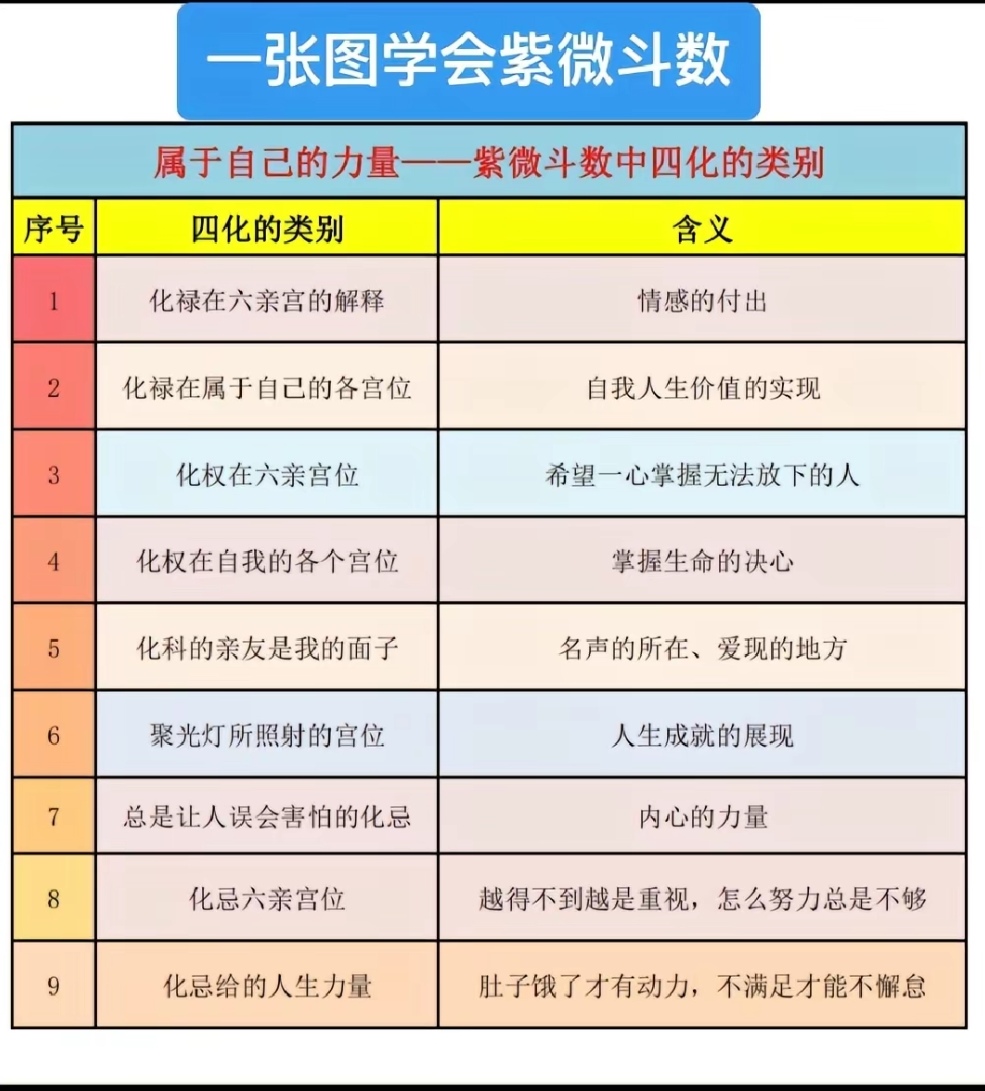 一张图学会紫微斗数
属于自己的力量——紫微斗数中四化的类别
序号 四化的类别 含义
1 化禄在六亲宫的解释 情感的付出
2 化禄在属于自己的各宫位 自我人生价值的实现
3 化权在六亲宫位 希望一心掌握无法放下的人
4 化权在自我的各个宫位 掌握生命的决心
5 化科的亲友是我的面子 名声的所在、爱现的地方
6 聚光灯所照射的宫位 人生成就的展现
7 总是让人误会害怕的化忌 内心的力量
8 化忌六亲宫位 越得不到越是重视，怎么努力总是不够
9 化忌给的人生力量 肚子饿了才有动力，不满足才能不懈怠